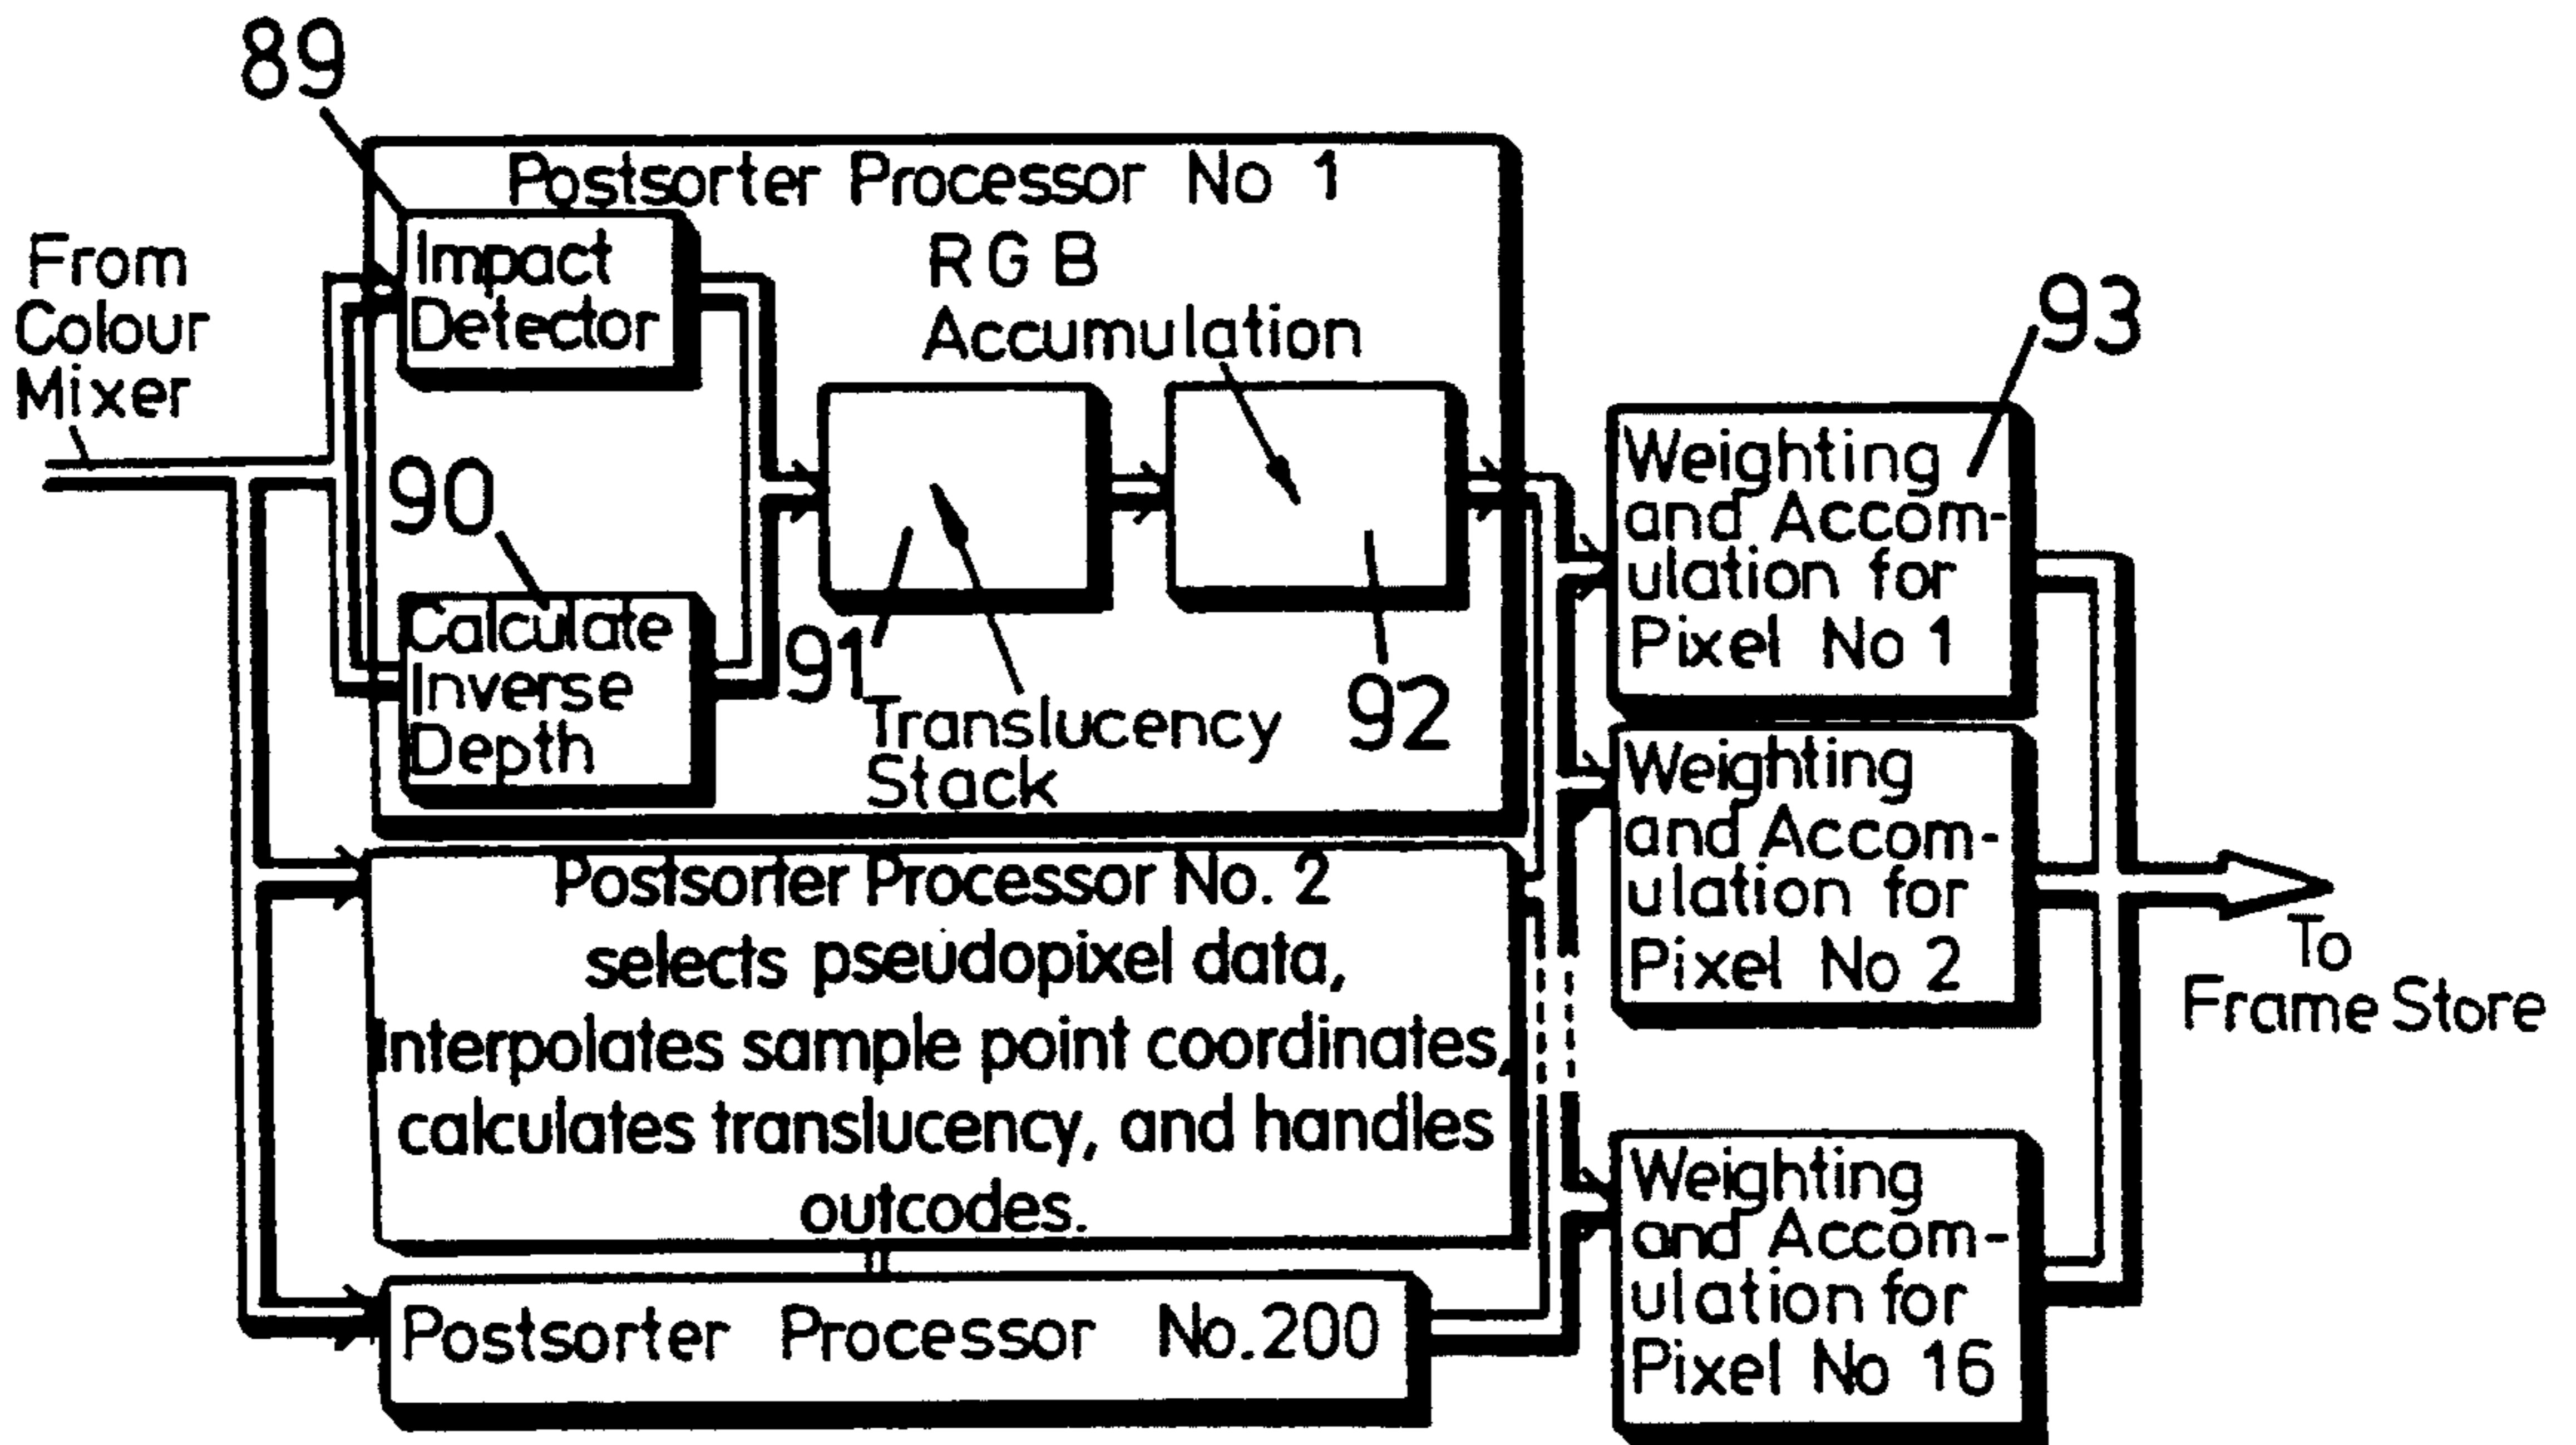 89
Postsorter Processor No 1
From
Colour
Mixer
Impact
Detector
R G B
Accumulation
93
90
Calculate
Inverse
Depth
91
Translucency
Stack
92
Weighting
and Accom-
ulation for
Pixel No 1
Weighting
and Accom-
ulation for
Pixel No 2
Postsorter Processor No. 2
selects pseudopixel data,
Interpolates sample point coordinates,
calculates translucency, and handles
outcodes.
To
Frame Store
Weighting
and Accom-
ulation for
Pixel No 16
Postsorter Processor No.200